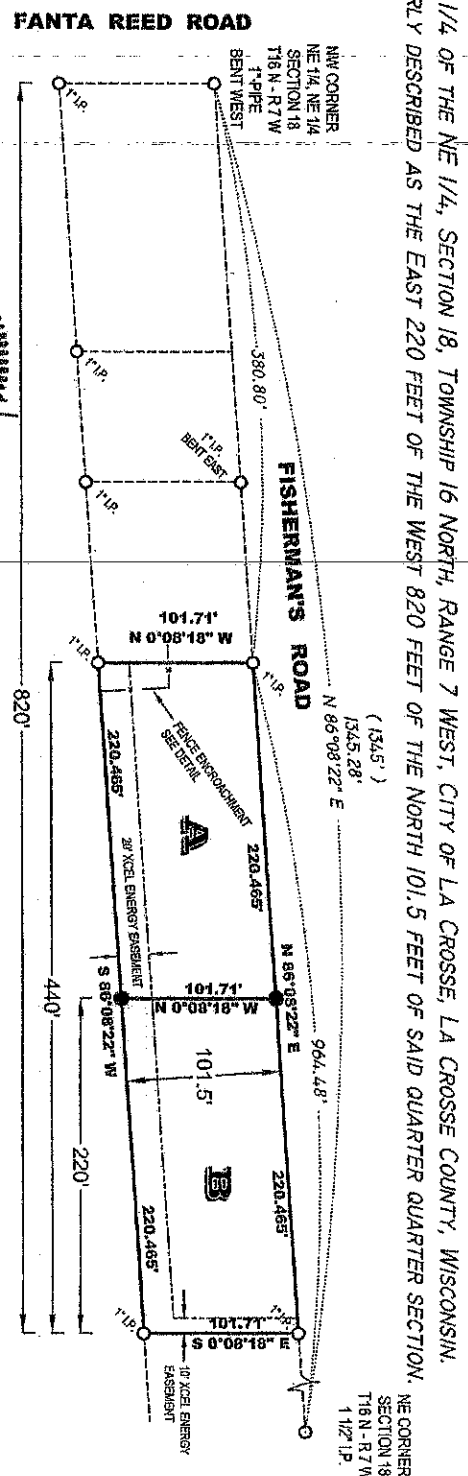 1/4 OF THE NE 1/4, SECTION 18, TOWNSHIP 16 NORTH, RANGE 7 WEST, CITY OF LA CROSSE, LA CROSSE COUNTY, WISCONSIN.
RLY DESCRIBED AS THE EAST 220 FEET OF THE WEST 820 FEET OF THE NORTH 101.5 FEET OF SAID QUARTER QUARTER SECTION.
FANTA REED ROAD
NW CORNER
NE 1/4, NE 1/4
SECTION 18
T16 N - R 7 W
1" PIPE
BENT WEST
NE CORNER
SECTION 18
T16 N - R 7 W
1 1/2" I.P.
(1345')
1345.28'
N 86°08'22" E
380.80'
964.48'
FISHERMAN'S ROAD
1" I.P.
1" I.P.
1" I.P.
1" I.P.
BENT EAST
1" I.P.
1" I.P.
101.71'
N 0°08'18" W
FENCE ENCROACHMENT
SEE DETAIL
220.465'
N 86°08'22" E
220.465'
A
101.71'
N 0°08'18" W
101.5'
B
1" I.P.
101.71'
S 0°08'18" E
20' XCEL ENERGY EASEMENT
220.465'
S 86°08'22" W
220.465'
1" I.P.
10' XCEL ENERGY
EASEMENT
220'
440'
820'